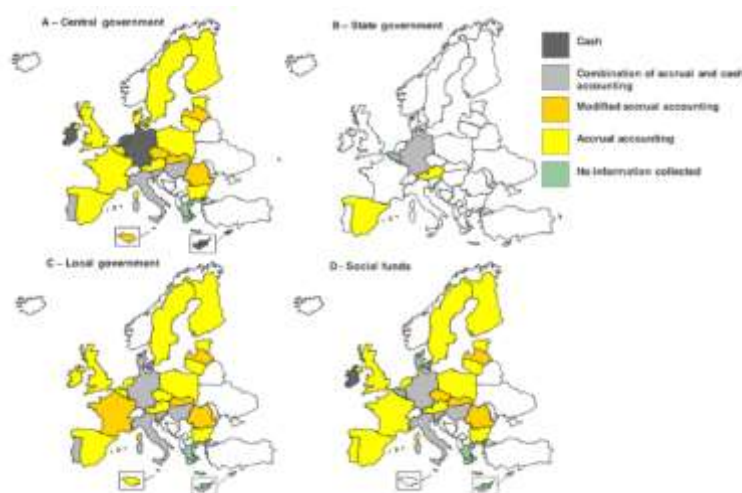 A – Central government
B – State government
Cash
Combination of accrual and cash
accounting
Modified accrual accounting
Accrual accounting
No information collected
C – Local government
D - Social funds